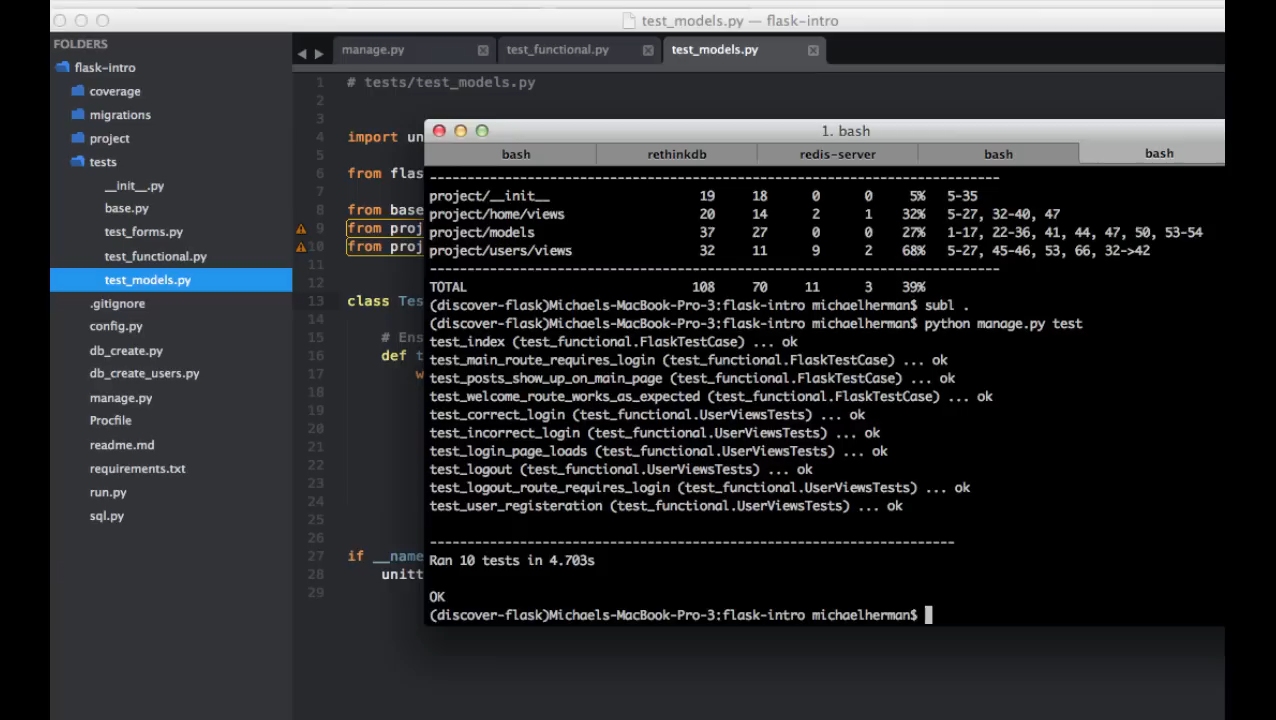 test_models.py — flask-intro
FOLDERS
flask-intro
coverage
migrations
project
tests
__init__.py
base.py
test_forms.py
test_functional.py
test_models.py
.gitignore
config.py
db_create.py
db_create_users.py
manage.py
Procfile
readme.md
requirements.txt
run.py
sql.py
manage.py test_functional.py test_models.py
1 # tests/test_models.py
2
3
4 import un
5
6 from flas
7
8 from base
9 from proj
10 from proj
11
12
13 class Tes
14
15 # Ens
16 def t
17 w
18
19
20
21
22
23
24
25
26
27 if __name
28 unitt
29
1. bash
bash rethinkdb redis-server bash bash
--------------------------------------------------------------------
project/__init__ 19 18 0 0 5% 5-35
project/home/views 20 14 2 1 32% 5-27, 32-40, 47
project/models 37 27 0 0 27% 1-17, 22-36, 41, 44, 47, 50, 53-54
project/users/views 32 11 9 2 68% 5-27, 45-46, 53, 66, 32->42
--------------------------------------------------------------------
TOTAL 108 70 11 3 39%
(discover-flask)Michaels-MacBook-Pro-3:flask-intro michaelherman$ subl .
(discover-flask)Michaels-MacBook-Pro-3:flask-intro michaelherman$ python manage.py test
test_index (test_functional.FlaskTestCase) ... ok
test_main_route_requires_login (test_functional.FlaskTestCase) ... ok
test_posts_show_up_on_main_page (test_functional.FlaskTestCase) ... ok
test_welcome_route_works_as_expected (test_functional.FlaskTestCase) ... ok
test_correct_login (test_functional.UserViewsTests) ... ok
test_incorrect_login (test_functional.UserViewsTests) ... ok
test_login_page_loads (test_functional.UserViewsTests) ... ok
test_logout (test_functional.UserViewsTests) ... ok
test_logout_route_requires_login (test_functional.UserViewsTests) ... ok
test_user_registeration (test_functional.UserViewsTests) ... ok
----------------------------------------------------------------------
Ran 10 tests in 4.703s
OK
(discover-flask)Michaels-MacBook-Pro-3:flask-intro michaelherman$